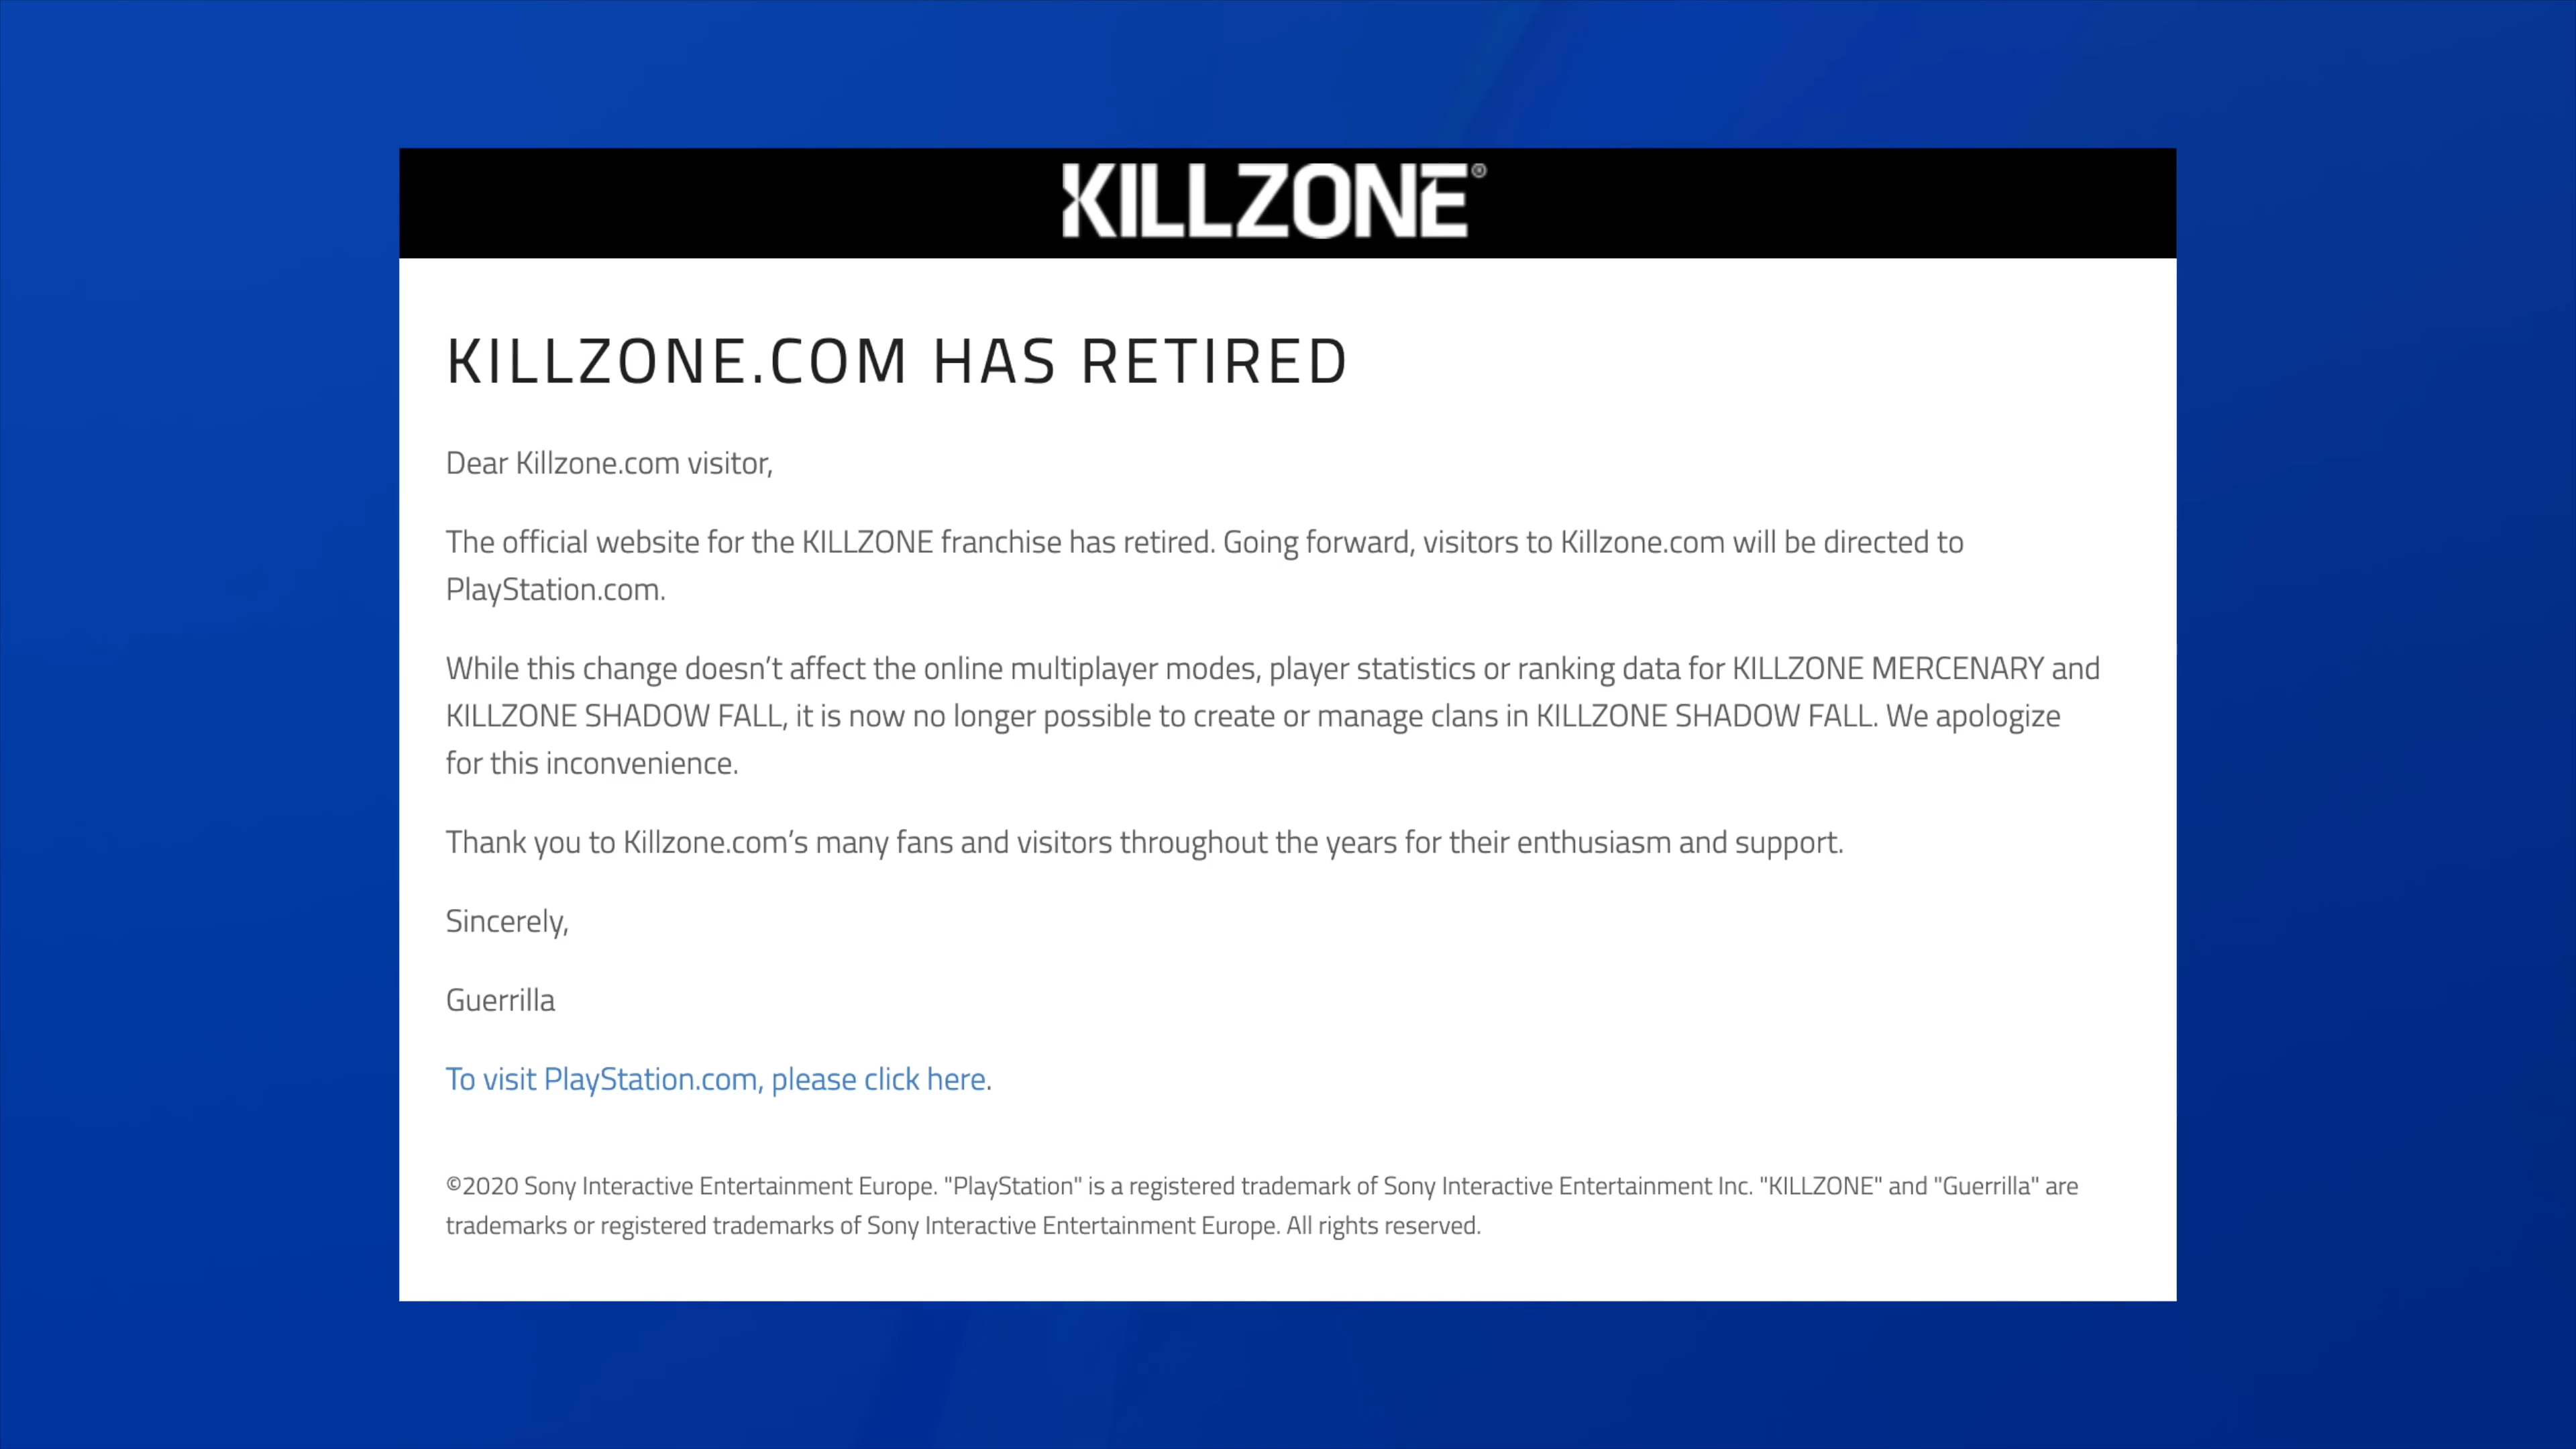 KILLZONE®
KILLZONE.COM HAS RETIRED
Dear Killzone.com visitor,
The official website for the KILLZONE franchise has retired. Going forward, visitors to Killzone.com will be directed to
PlayStation.com.
While this change doesn’t affect the online multiplayer modes, player statistics or ranking data for KILLZONE MERCENARY and
KILLZONE SHADOW FALL, it is now no longer possible to create or manage clans in KILLZONE SHADOW FALL. We apologize
for this inconvenience.
Thank you to Killzone.com’s many fans and visitors throughout the years for their enthusiasm and support.
Sincerely,
Guerrilla
To visit PlayStation.com, please click here.
©2020 Sony Interactive Entertainment Europe. "PlayStation" is a registered trademark of Sony Interactive Entertainment Inc. "KILLZONE" and "Guerrilla" are
trademarks or registered trademarks of Sony Interactive Entertainment Europe. All rights reserved.